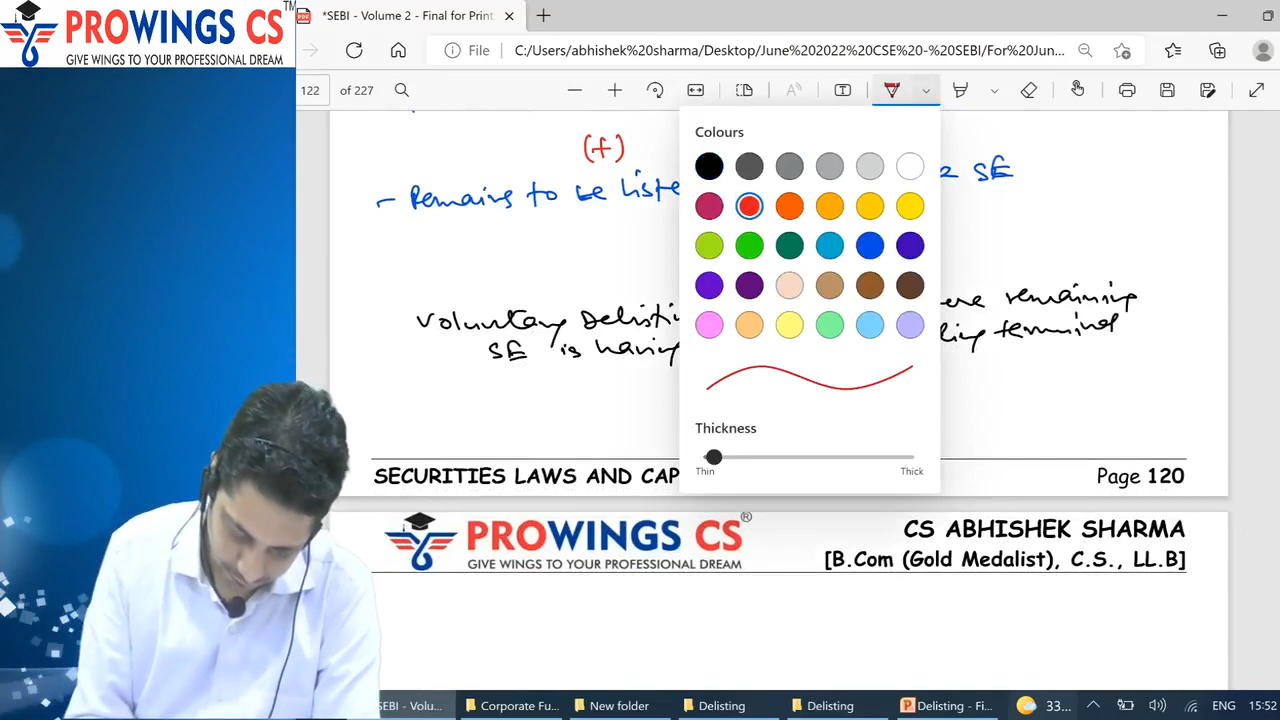 PROWINGS CS TM
GIVE WINGS TO YOUR PROFESSIONAL DREAM
*SEBI - Volume 2 - Final for Print
File C:/Users/abhishek%20sharma/Desktop/June%202022%20CSE%20-%20SEBI/For%20Jun...
122 of 227
Colours
(f)
- Remains to be liste
SE
Voluntary Delisti
remaining
SE is having
terminal
Thickness
Thin Thick
SECURITIES LAWS AND CAP
Page 120
PROWINGS CS ®
GIVE WINGS TO YOUR PROFESSIONAL DREAM
CS ABHISHEK SHARMA
[B.Com (Gold Medalist), C.S., LL.B]
SEBI - Volu... Corporate Fu... New folder Delisting Delisting Delisting - Fi... 33... ENG 15:52